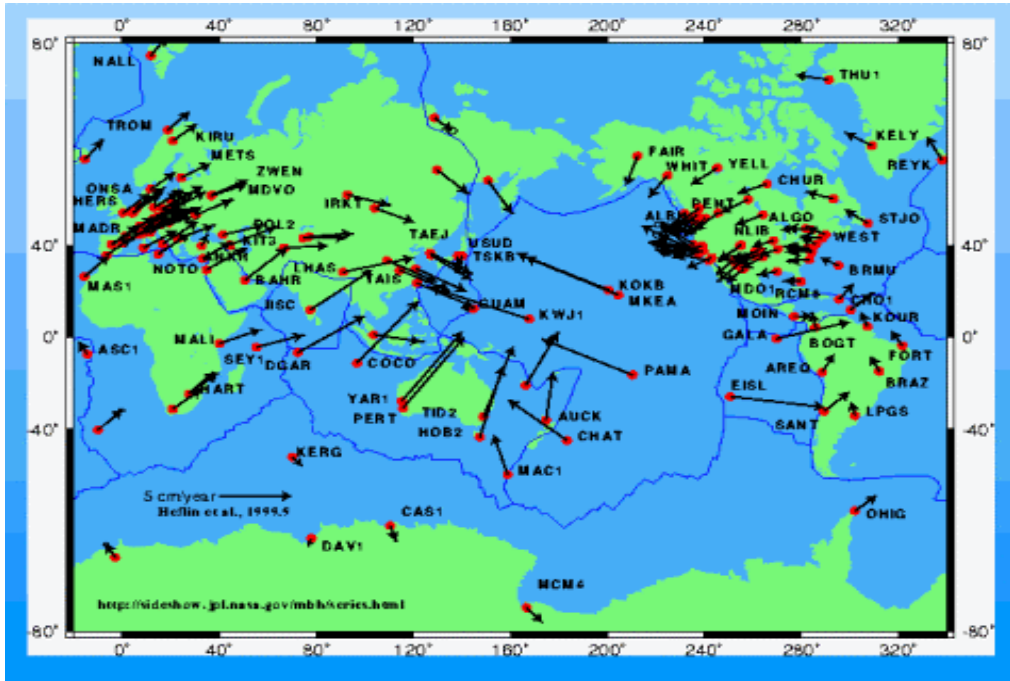 0° 40° 80° 120° 160° 200° 240° 280° 320°
80° 80°
NALL
THU1
TROM
KIRU
KELY
METS
FAIR
REYK
WHIT
YELL
ONSA
ZWEN
CHUR
HERS
MDVO
IRKT
PENT
MADR
POL2
TAEJ
ALBH
ALGO
STJO
40° KIT3 USUD NLIB WEST 40°
ANKR
TSKB
NOTO
LHAS
MAS1
BAHR
TAIS
KOKB
MDO1
BRMU
IISC
GUAM
MKEA
RCM5
CRO1
KWJ1
MOIN
KOUR
0° MALI GALA 0°
ASC1
SEY1
BOGT
DGAR
COCO
PAMA
AREQ
FORT
HART
EISL
BRAZ
YAR1
TID2
AUCK
LPGS
PERT
SANT
-40° HOB2 CHAT -40°
KERG
MAC1
5 cm/year
Heflin et al., 1999.5
CAS1
OHIG
DAV1
MCM4
http://sideshow.jpl.nasa.gov/mbh/series.html
-80° -80°
0° 40° 80° 120° 160° 200° 240° 280° 320°